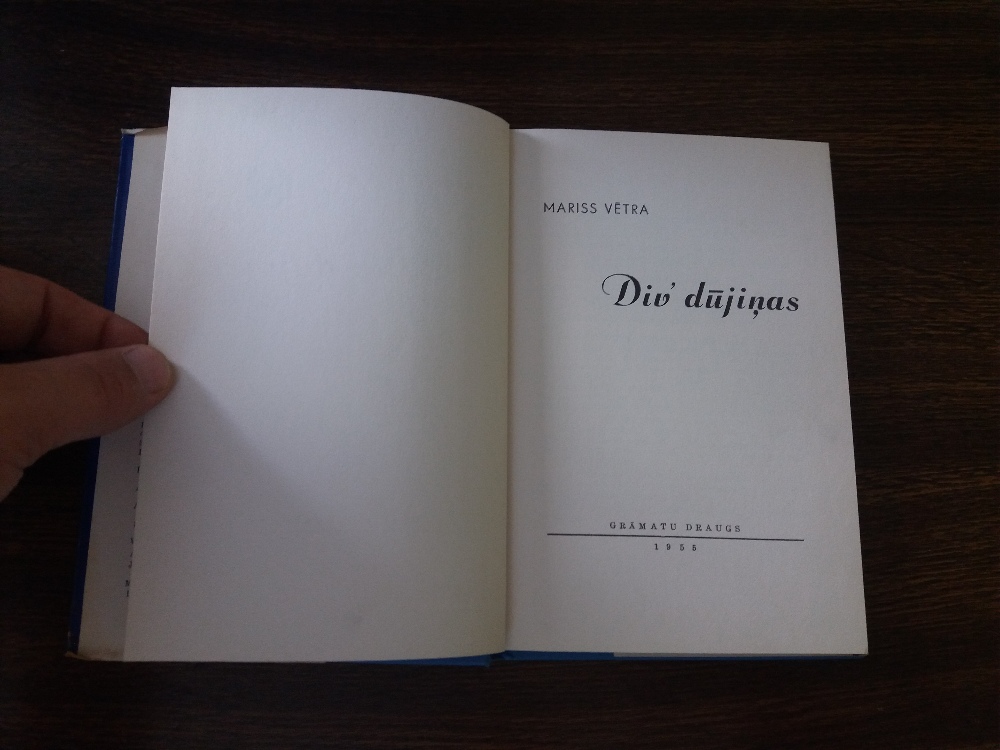 MARISS VĒTRA
Div' dūjiņas
GRĀMATU DRAUGS
1955